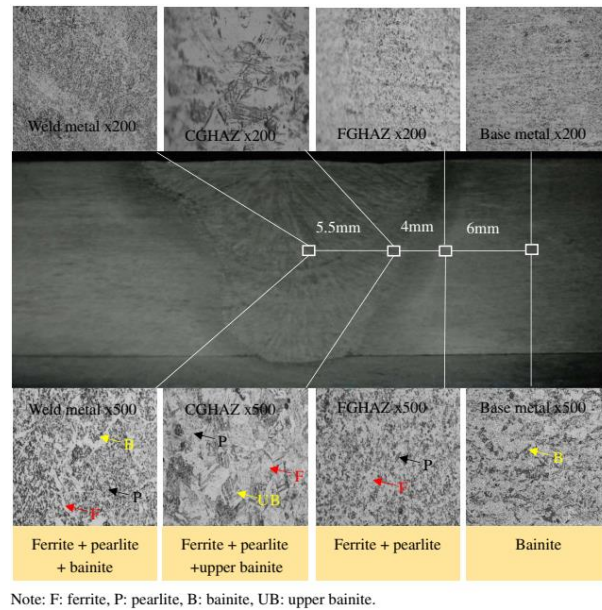 Weld metal x200
CGHAZ x200
FGHAZ x200
Base metal x200
5.5mm
4mm
6mm
Weld metal x500
CGHAZ x500
FGHAZ x500
Base metal x500
B
P
F
P
F
UB
P
F
B
Ferrite + pearlite
+ bainite
Ferrite + pearlite
+upper bainite
Ferrite + pearlite
Bainite
Note: F: ferrite, P: pearlite, B: bainite, UB: upper bainite.